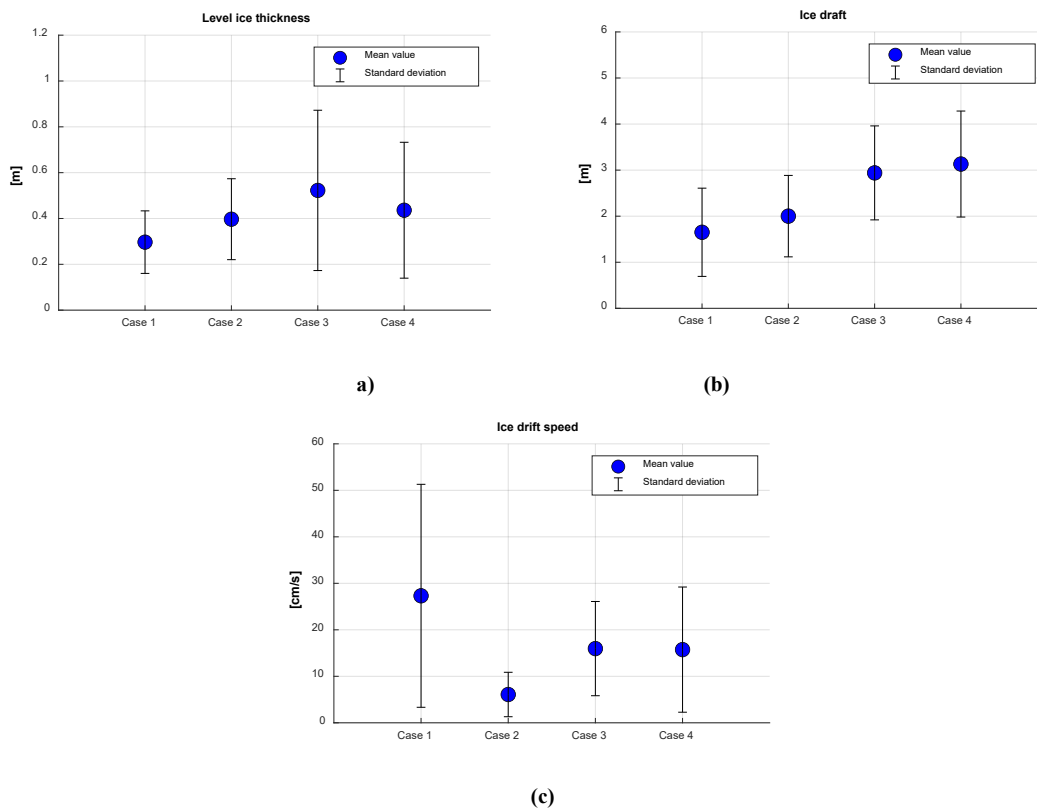 Level ice thickness
1.2
1
0.8
0.6
0.4
0.2
0
[m]
Mean value
Standard deviation
Case 1 Case 2 Case 3 Case 4
a)
Ice draft
6
5
4
3
2
1
0
[m]
Mean value
Standard deviation
Case 1 Case 2 Case 3 Case 4
(b)
Ice drift speed
60
50
40
30
20
10
0
[cm/s]
Mean value
Standard deviation
Case 1 Case 2 Case 3 Case 4
(c)